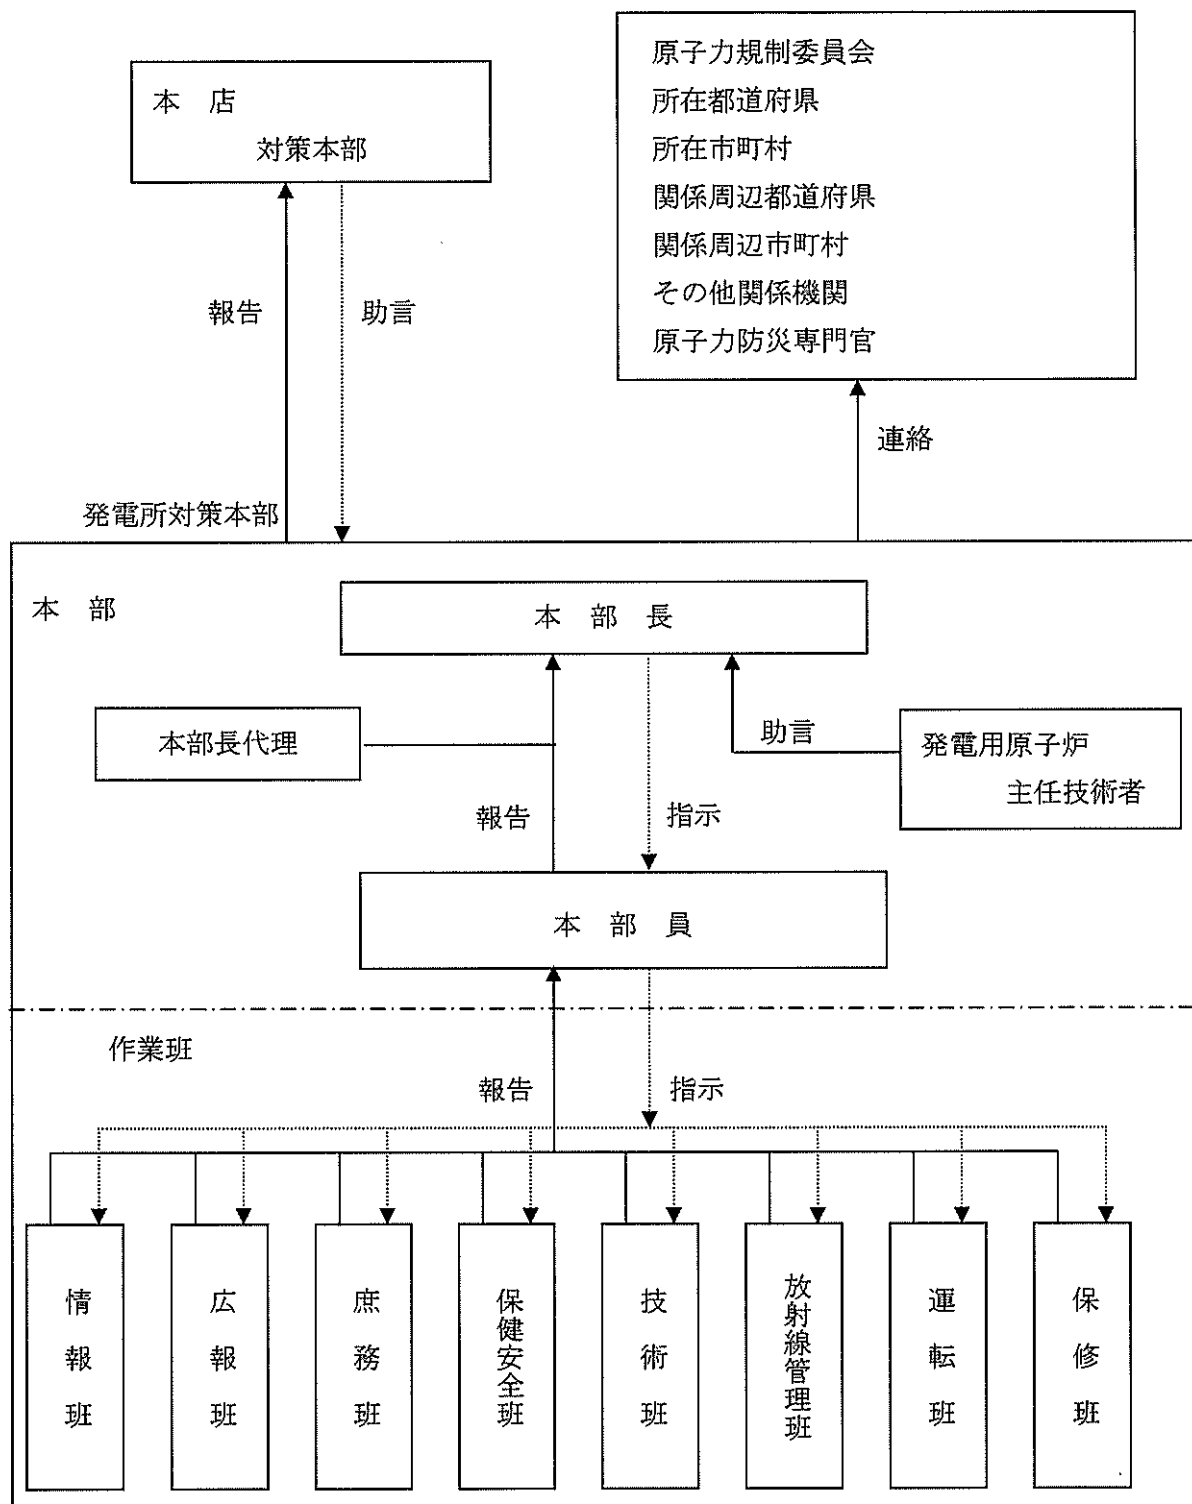 本　店
対策本部
原子力規制委員会
所在都道府県
所在市町村
関係周辺都道府県
関係周辺市町村
その他関係機関
原子力防災専門官
報告
助言
連絡
発電所対策本部
本　部
本　部　長
本部長代理
助言
発電用原子炉
主任技術者
報告
指示
本　部　員
作業班
報告
指示
情報班
広報班
庶務班
保健安全班
技術班
放射線管理班
運転班
保修班